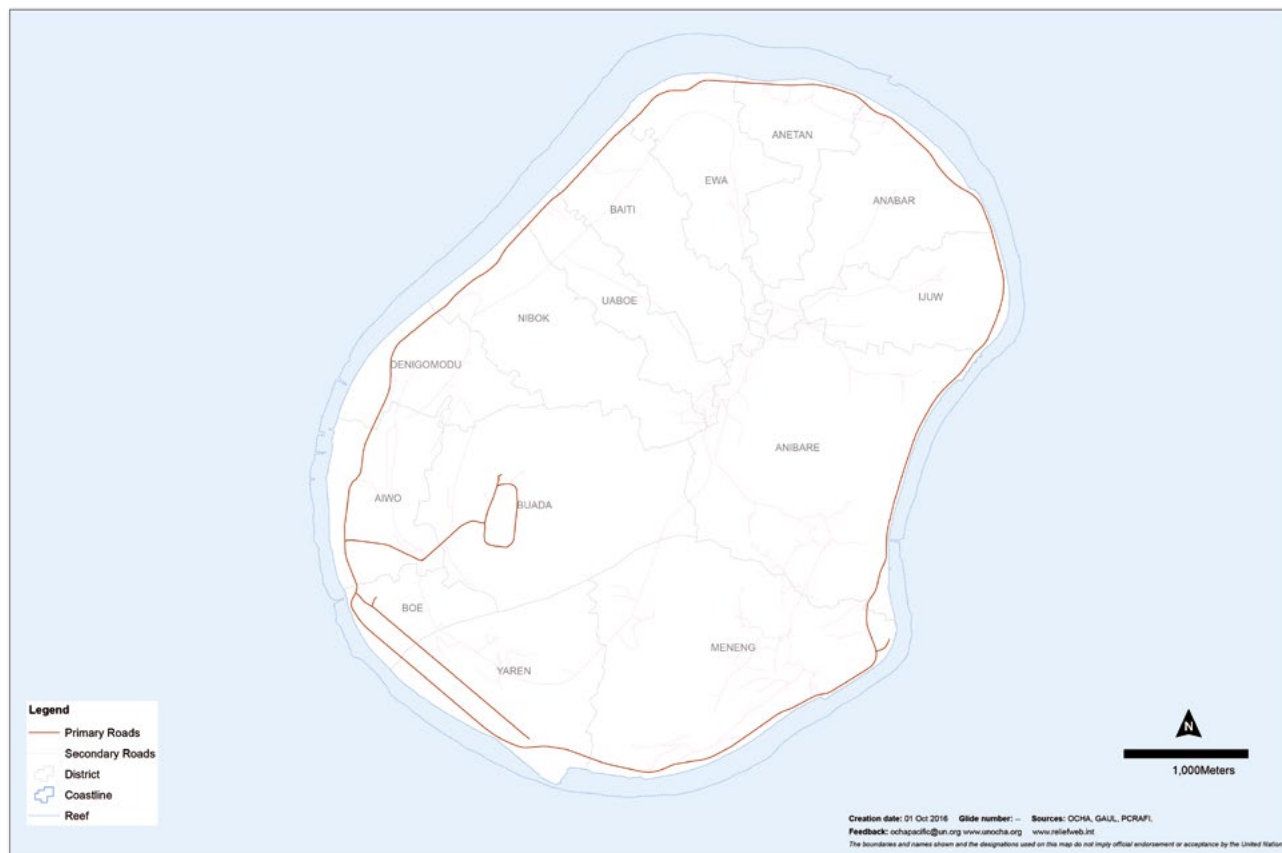 ANETAN
EWA
ANABAR
BAITI
IJUW
UABOE
NIBOK
DENIGOMODU
ANIBARE
AIWO
BUADA
BOE
MENENG
YAREN
Legend
Primary Roads
Secondary Roads
District
Coastline
Reef
N
1,000Meters
Creation date: 01 Oct 2016 Glide number: -- Sources: OCHA, GAUL, PCRAFI,
Feedback: ochapacific@un.org www.unocha.org www.reliefweb.int
The boundaries and names shown and the designations used on this map do not imply official endorsement or acceptance by the United Nation